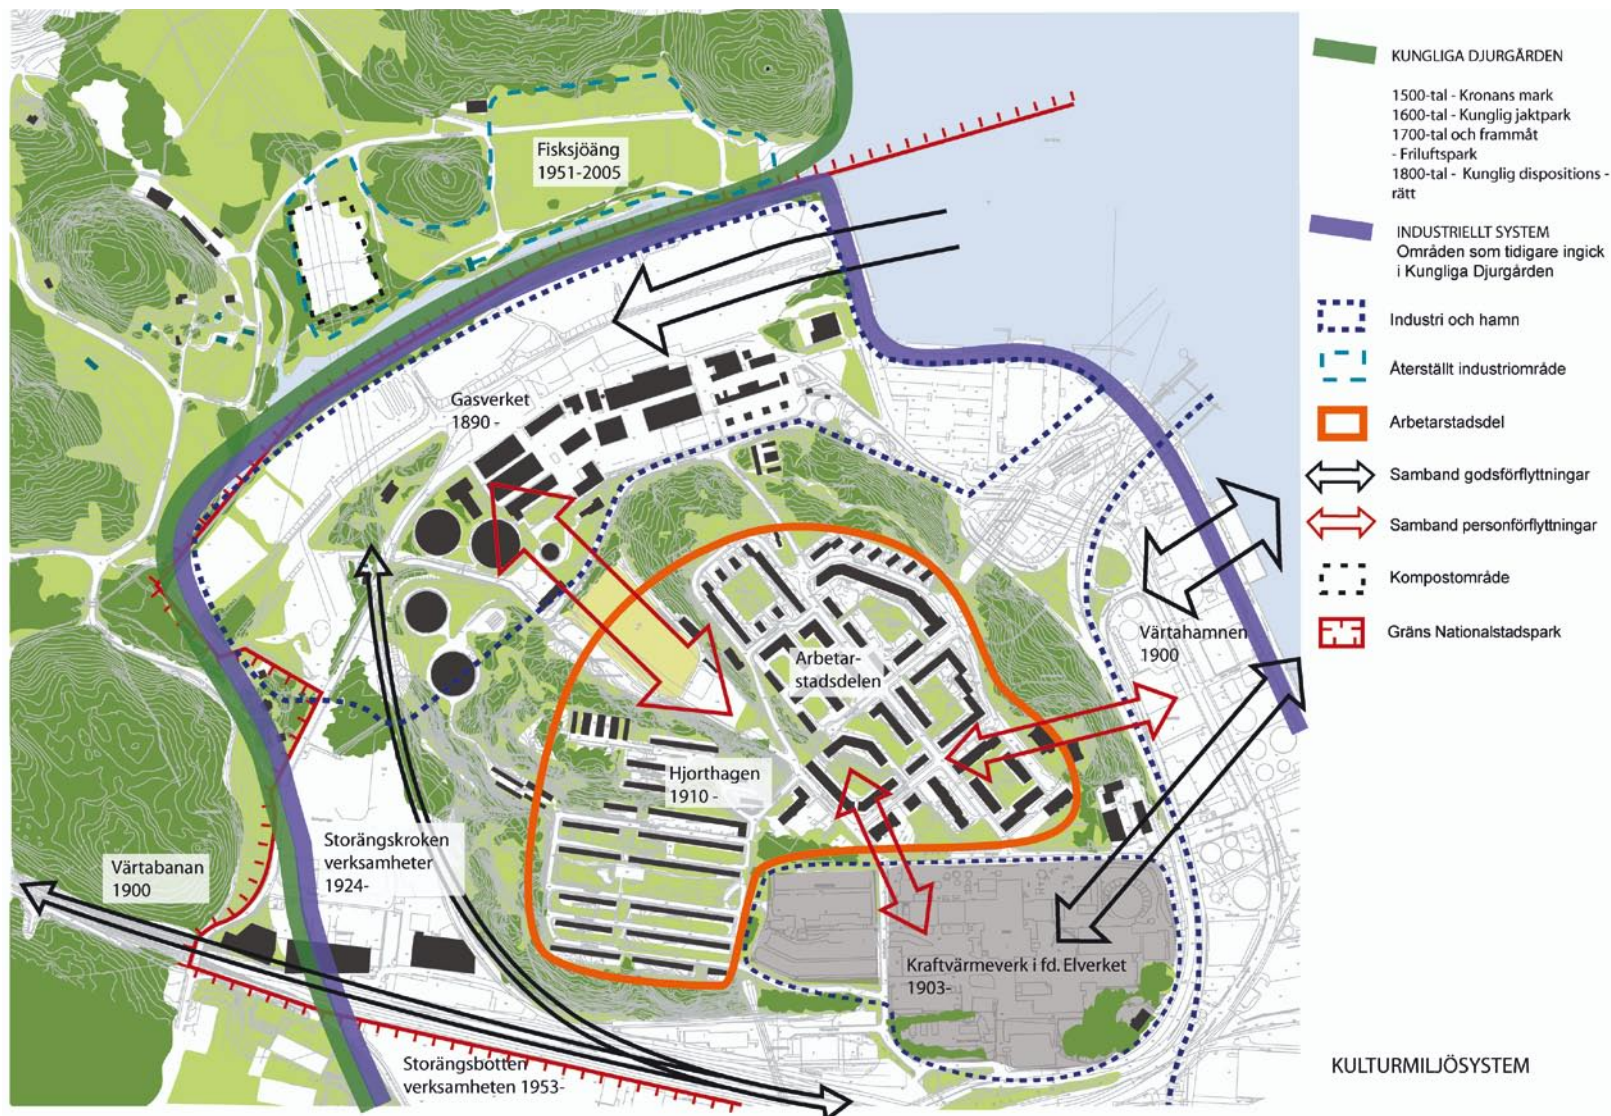 Fisksjöäng
1951-2005
Gasverket
1890 -
Arbetar-
stadsdelen
Värtahamnen
1900
Hjorthagen
1910 -
Storängskroken
verksamheter
1924-
Värtabanan
1900
Kraftvärmeverk i fd. Elverket
1903-
Storängsbotten
verksamheten 1953-
KUNGLIGA DJURGÅRDEN
1500-tal - Kronans mark
1600-tal - Kunglig jaktpark
1700-tal och frammåt
- Friluftspark
1800-tal - Kunglig dispositions -
rätt
INDUSTRIELLT SYSTEM
Områden som tidigare ingick
i Kungliga Djurgården
Industri och hamn
Återställt industriområde
Arbetarstadsdel
Samband godsförflyttningar
Samband personförflyttningar
Kompostområde
Gräns Nationalstadspark
KULTURMILJÖSYSTEM